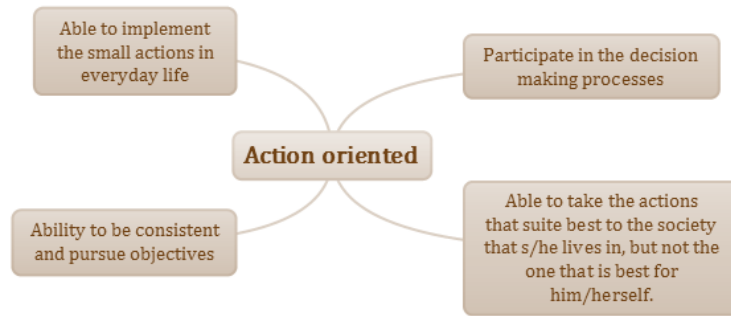 Able to implement
the small actions in
everyday life
Participate in the decision
making processes
Action oriented
Ability to be consistent
and pursue objectives
Able to take the actions
that suite best to the society
that s/he lives in, but not the
one that is best for
him/herself.